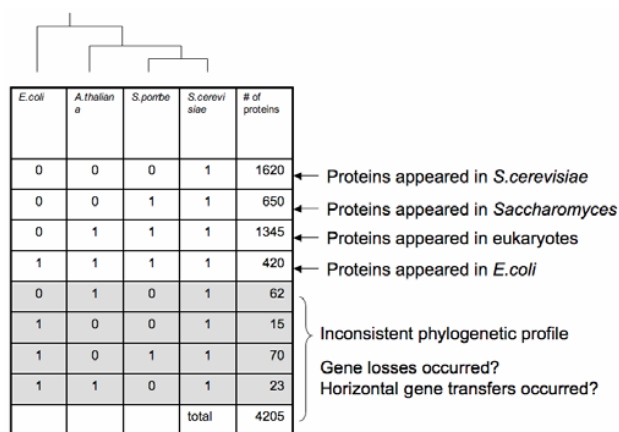 E.coli A.thalian a S.pombe S.cerevi siae # of proteins
0 0 0 1 1620 Proteins appeared in S.cerevisiae
0 0 1 1 650 Proteins appeared in Saccharomyces
0 1 1 1 1345 Proteins appeared in eukaryotes
1 1 1 1 420 Proteins appeared in E.coli
0 1 0 1 62
1 0 0 1 15
1 0 1 1 70
1 1 0 1 23
total 4205
Inconsistent phylogenetic profile
Gene losses occurred?
Horizontal gene transfers occurred?